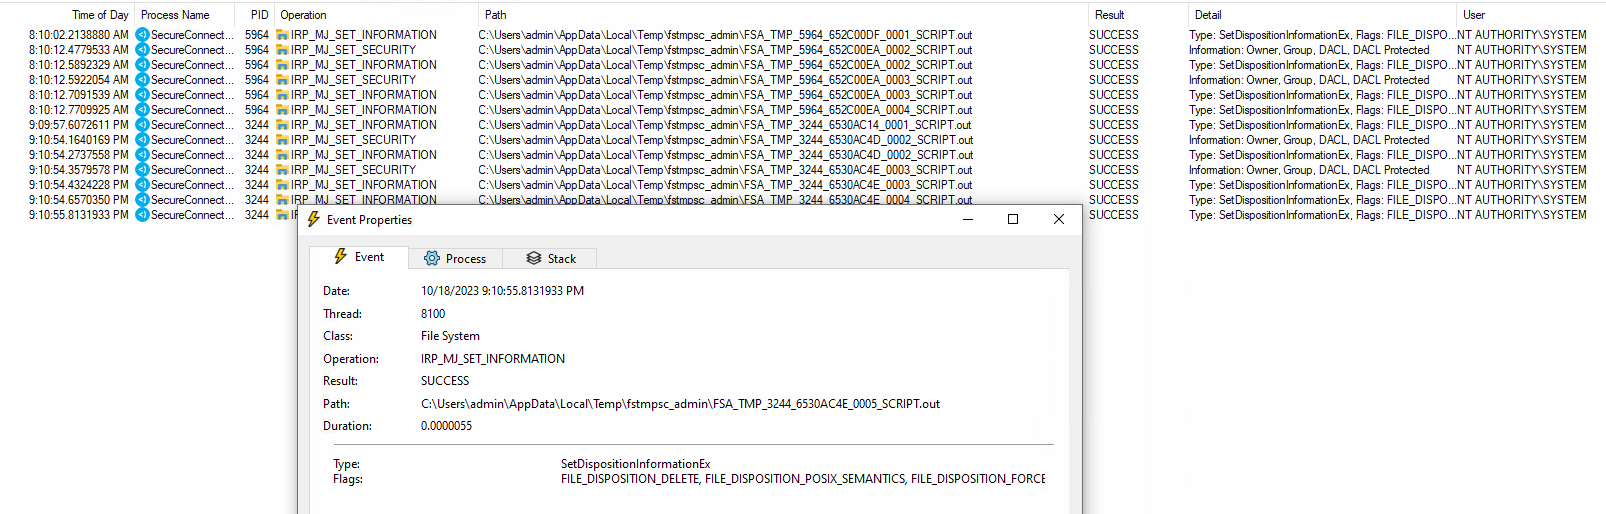 Time of Day Process Name PID Operation Path Result Detail User
8:10:02.2138880 AM SecureConnect... 5964 IRP_MJ_SET_INFORMATION C:\Users\admin\AppData\Local\Temp\fstmpsc_admin\FSA_TMP_5964_652C00DF_0001_SCRIPT.out SUCCESS Type: SetDispositionInformationEx, Flags: FILE_DISPO... NT AUTHORITY\SYSTEM
8:10:12.4779533 AM SecureConnect... 5964 IRP_MJ_SET_SECURITY C:\Users\admin\AppData\Local\Temp\fstmpsc_admin\FSA_TMP_5964_652C00EA_0002_SCRIPT.out SUCCESS Information: Owner, Group, DACL, DACL Protected NT AUTHORITY\SYSTEM
8:10:12.5892329 AM SecureConnect... 5964 IRP_MJ_SET_INFORMATION C:\Users\admin\AppData\Local\Temp\fstmpsc_admin\FSA_TMP_5964_652C00EA_0002_SCRIPT.out SUCCESS Type: SetDispositionInformationEx, Flags: FILE_DISPO... NT AUTHORITY\SYSTEM
8:10:12.5922054 AM SecureConnect... 5964 IRP_MJ_SET_SECURITY C:\Users\admin\AppData\Local\Temp\fstmpsc_admin\FSA_TMP_5964_652C00EA_0003_SCRIPT.out SUCCESS Information: Owner, Group, DACL, DACL Protected NT AUTHORITY\SYSTEM
8:10:12.7091539 AM SecureConnect... 5964 IRP_MJ_SET_INFORMATION C:\Users\admin\AppData\Local\Temp\fstmpsc_admin\FSA_TMP_5964_652C00EA_0003_SCRIPT.out SUCCESS Type: SetDispositionInformationEx, Flags: FILE_DISPO... NT AUTHORITY\SYSTEM
8:10:12.7709925 AM SecureConnect... 5964 IRP_MJ_SET_INFORMATION C:\Users\admin\AppData\Local\Temp\fstmpsc_admin\FSA_TMP_5964_652C00EA_0004_SCRIPT.out SUCCESS Type: SetDispositionInformationEx, Flags: FILE_DISPO... NT AUTHORITY\SYSTEM
9:09:57.6072611 PM SecureConnect... 3244 IRP_MJ_SET_INFORMATION C:\Users\admin\AppData\Local\Temp\fstmpsc_admin\FSA_TMP_3244_6530AC14_0001_SCRIPT.out SUCCESS Type: SetDispositionInformationEx, Flags: FILE_DISPO... NT AUTHORITY\SYSTEM
9:10:54.1640169 PM SecureConnect... 3244 IRP_MJ_SET_SECURITY C:\Users\admin\AppData\Local\Temp\fstmpsc_admin\FSA_TMP_3244_6530AC4D_0002_SCRIPT.out SUCCESS Information: Owner, Group, DACL, DACL Protected NT AUTHORITY\SYSTEM
9:10:54.2737558 PM SecureConnect... 3244 IRP_MJ_SET_INFORMATION C:\Users\admin\AppData\Local\Temp\fstmpsc_admin\FSA_TMP_3244_6530AC4D_0002_SCRIPT.out SUCCESS Type: SetDispositionInformationEx, Flags: FILE_DISPO... NT AUTHORITY\SYSTEM
9:10:54.3579578 PM SecureConnect... 3244 IRP_MJ_SET_SECURITY C:\Users\admin\AppData\Local\Temp\fstmpsc_admin\FSA_TMP_3244_6530AC4E_0003_SCRIPT.out SUCCESS Information: Owner, Group, DACL, DACL Protected NT AUTHORITY\SYSTEM
9:10:54.4324228 PM SecureConnect... 3244 IRP_MJ_SET_INFORMATION C:\Users\admin\AppData\Local\Temp\fstmpsc_admin\FSA_TMP_3244_6530AC4E_0003_SCRIPT.out SUCCESS Type: SetDispositionInformationEx, Flags: FILE_DISPO... NT AUTHORITY\SYSTEM
9:10:54.6570350 PM SecureConnect... 3244 IRP_MJ_SET_INFORMATION C:\Users\admin\AppData\Local\Temp\fstmpsc_admin\FSA_TMP_3244_6530AC4E_0004_SCRIPT.out SUCCESS Type: SetDispositionInformationEx, Flags: FILE_DISPO... NT AUTHORITY\SYSTEM
9:10:55.8131933 PM SecureConnect... 3244 SUCCESS Type: SetDispositionInformationEx, Flags: FILE_DISPO... NT AUTHORITY\SYSTEM
Event Properties
Event Process Stack
Date: 10/18/2023 9:10:55.8131933 PM
Thread: 8100
Class: File System
Operation: IRP_MJ_SET_INFORMATION
Result: SUCCESS
Path: C:\Users\admin\AppData\Local\Temp\fstmpsc_admin\FSA_TMP_3244_6530AC4E_0005_SCRIPT.out
Duration: 0.0000055
Type: SetDispositionInformationEx
Flags: FILE_DISPOSITION_DELETE, FILE_DISPOSITION_POSIX_SEMANTICS, FILE_DISPOSITION_FORCE